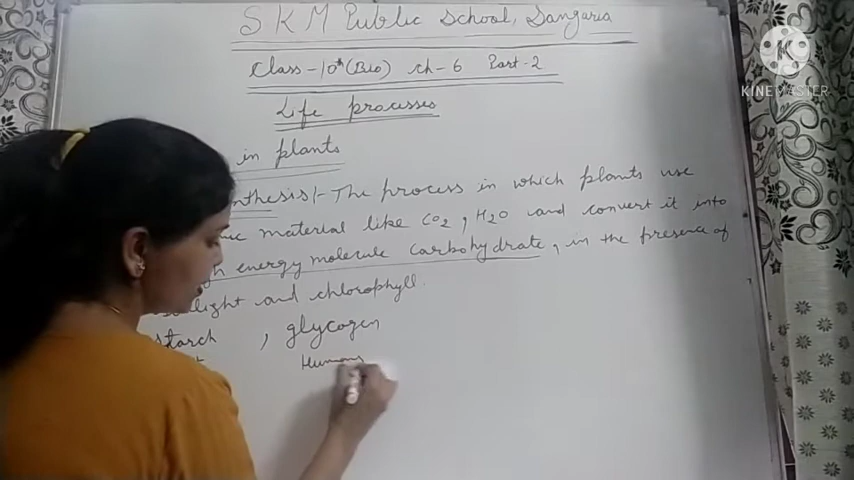 SKM Public School, Sangaria
Class-10th (Bio) ch-6 Part-2
Life processes
in plants
nthesis:- The process in which plants use
material like CO2, H2O and convert it into
energy molecule carbohydrate, in the presence of
light and chlorophyll.
starch, glycogen
Humans
KINEMASTER